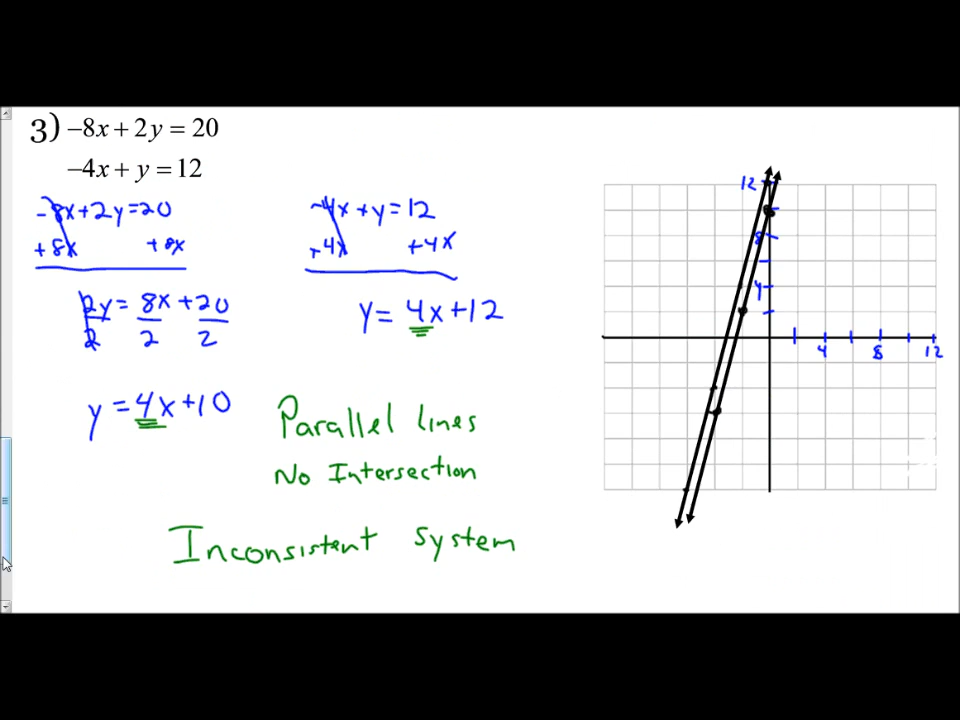 3) −8x + 2y = 20
−4x + y = 12
-8x+2y=20
+8x +8x
2y = 8x + 20
2 2 2
y = 4x+10
-4x + y = 12
+4x +4x
y = 4x+12
Parallel lines
No Intersection
Inconsistent system
12
8
4
4 8 12